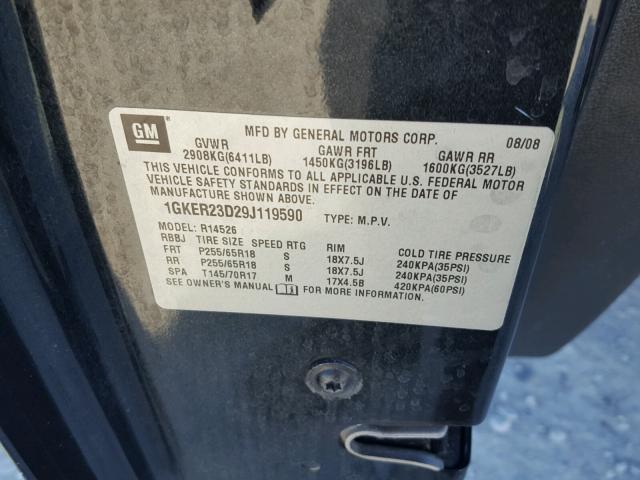 GM
MFD BY GENERAL MOTORS CORP. 08/08
GVWR GAWR FRT GAWR RR
2908KG(6411LB) 1450KG(3196LB) 1600KG(3527LB)
THIS VEHICLE CONFORMS TO ALL APPLICABLE U.S. FEDERAL MOTOR
VEHICLE SAFETY STANDARDS IN EFFECT ON THE DATE OF
MANUFACTURE SHOWN ABOVE.
1GKER23D29J119590 TYPE: M.P.V.
MODEL: R14526
RBBJ TIRE SIZE SPEED RTG RIM COLD TIRE PRESSURE
FRT P255/65R18 S 18X7.5J 240KPA(35PSI)
RR P255/65R18 S 18X7.5J 240KPA(35PSI)
SPA T145/70R17 M 17X4.5B 420KPA(60PSI)
SEE OWNER'S MANUAL FOR MORE INFORMATION.